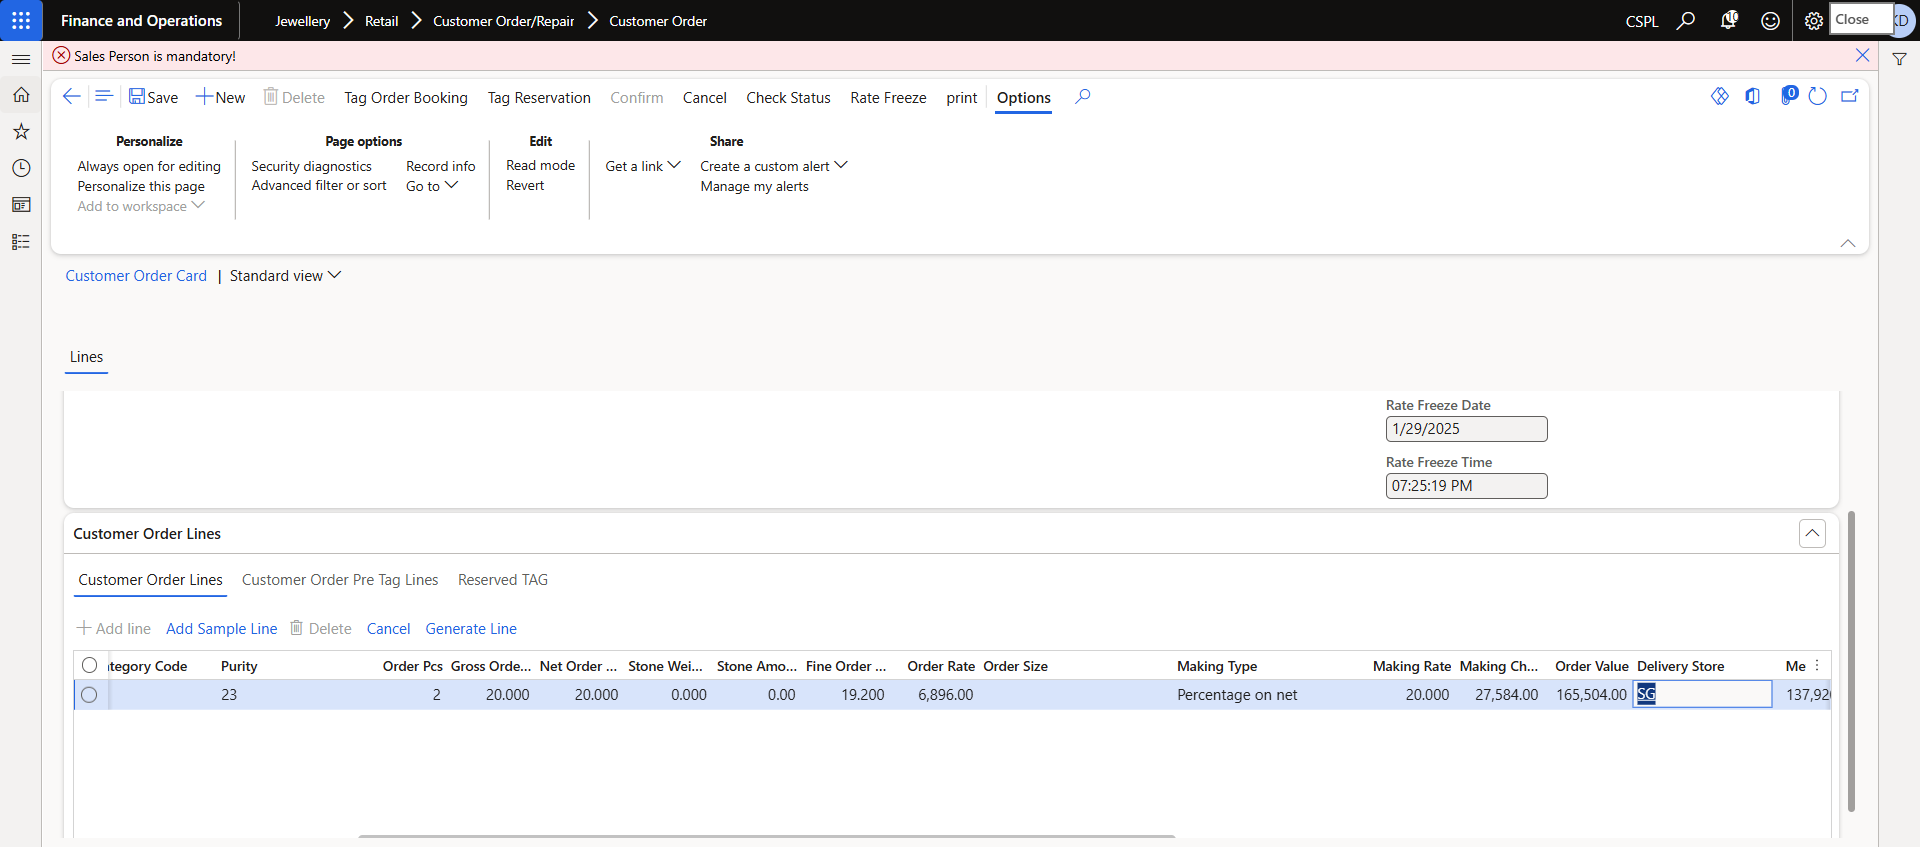 Finance and Operations
Jewellery Retail Customer Order/Repair Customer Order
CSPL
10
Close
Sales Person is mandatory!
Save New Delete Tag Order Booking Tag Reservation Confirm Cancel Check Status Rate Freeze print Options
0
Personalize
Always open for editing
Personalize this page
Add to workspace
Page options
Security diagnostics Record info
Advanced filter or sort Go to
Edit
Read mode
Revert
Share
Get a link Create a custom alert
Manage my alerts
Customer Order Card | Standard view
Lines
Rate Freeze Date
1/29/2025
Rate Freeze Time
07:25:19 PM
Customer Order Lines
Customer Order Lines Customer Order Pre Tag Lines Reserved TAG
Add line Add Sample Line Delete Cancel Generate Line
tegory Code Purity Order Pcs Gross Orde... Net Order ... Stone Wei... Stone Amo... Fine Order ... Order Rate Order Size Making Type Making Rate Making Ch... Order Value Delivery Store Me
23 2 20.000 20.000 0.000 0.00 19.200 6,896.00 Percentage on net 20.000 27,584.00 165,504.00 SG 137,92